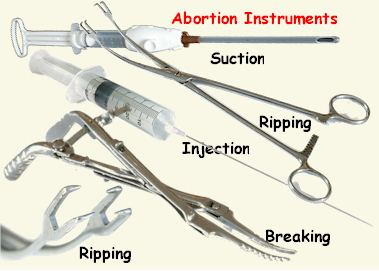 Abortion Instruments
Suction
Ripping
Injection
Breaking
Ripping